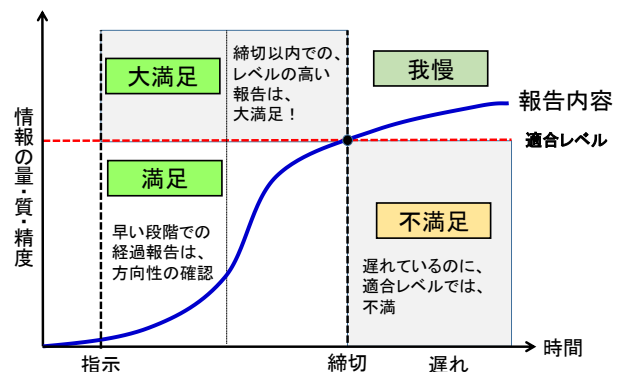 大満足
締切以内での、
レベルの高い
報告は、
大満足！
我慢
報告内容
適合レベル
情報の量・質・精度
満足
早い段階での
経過報告は、
方向性の確認
不満足
遅れているのに、
適合レベルでは、
不満
時間
指示
締切
遅れ